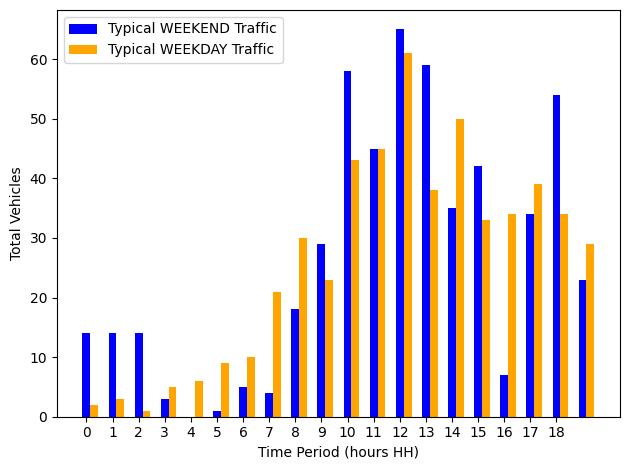 Typical WEEKEND Traffic
Typical WEEKDAY Traffic
Total Vehicles
60
50
40
30
20
10
0
0 1 2 3 4 5 6 7 8 9 10 11 12 13 14 15 16 17 18
Time Period (hours HH)